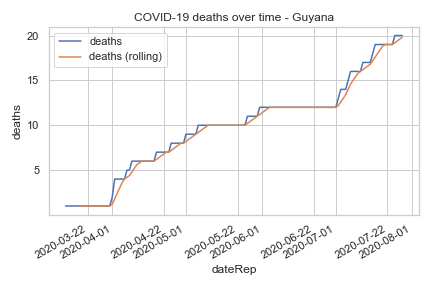 COVID-19 deaths over time - Guyana
deaths
deaths (rolling)
20
15
10
5
deaths
2020-03-22
2020-04-01
2020-04-22
2020-05-01
2020-05-22
2020-06-01
2020-06-22
2020-07-01
2020-07-22
2020-08-01
dateRep